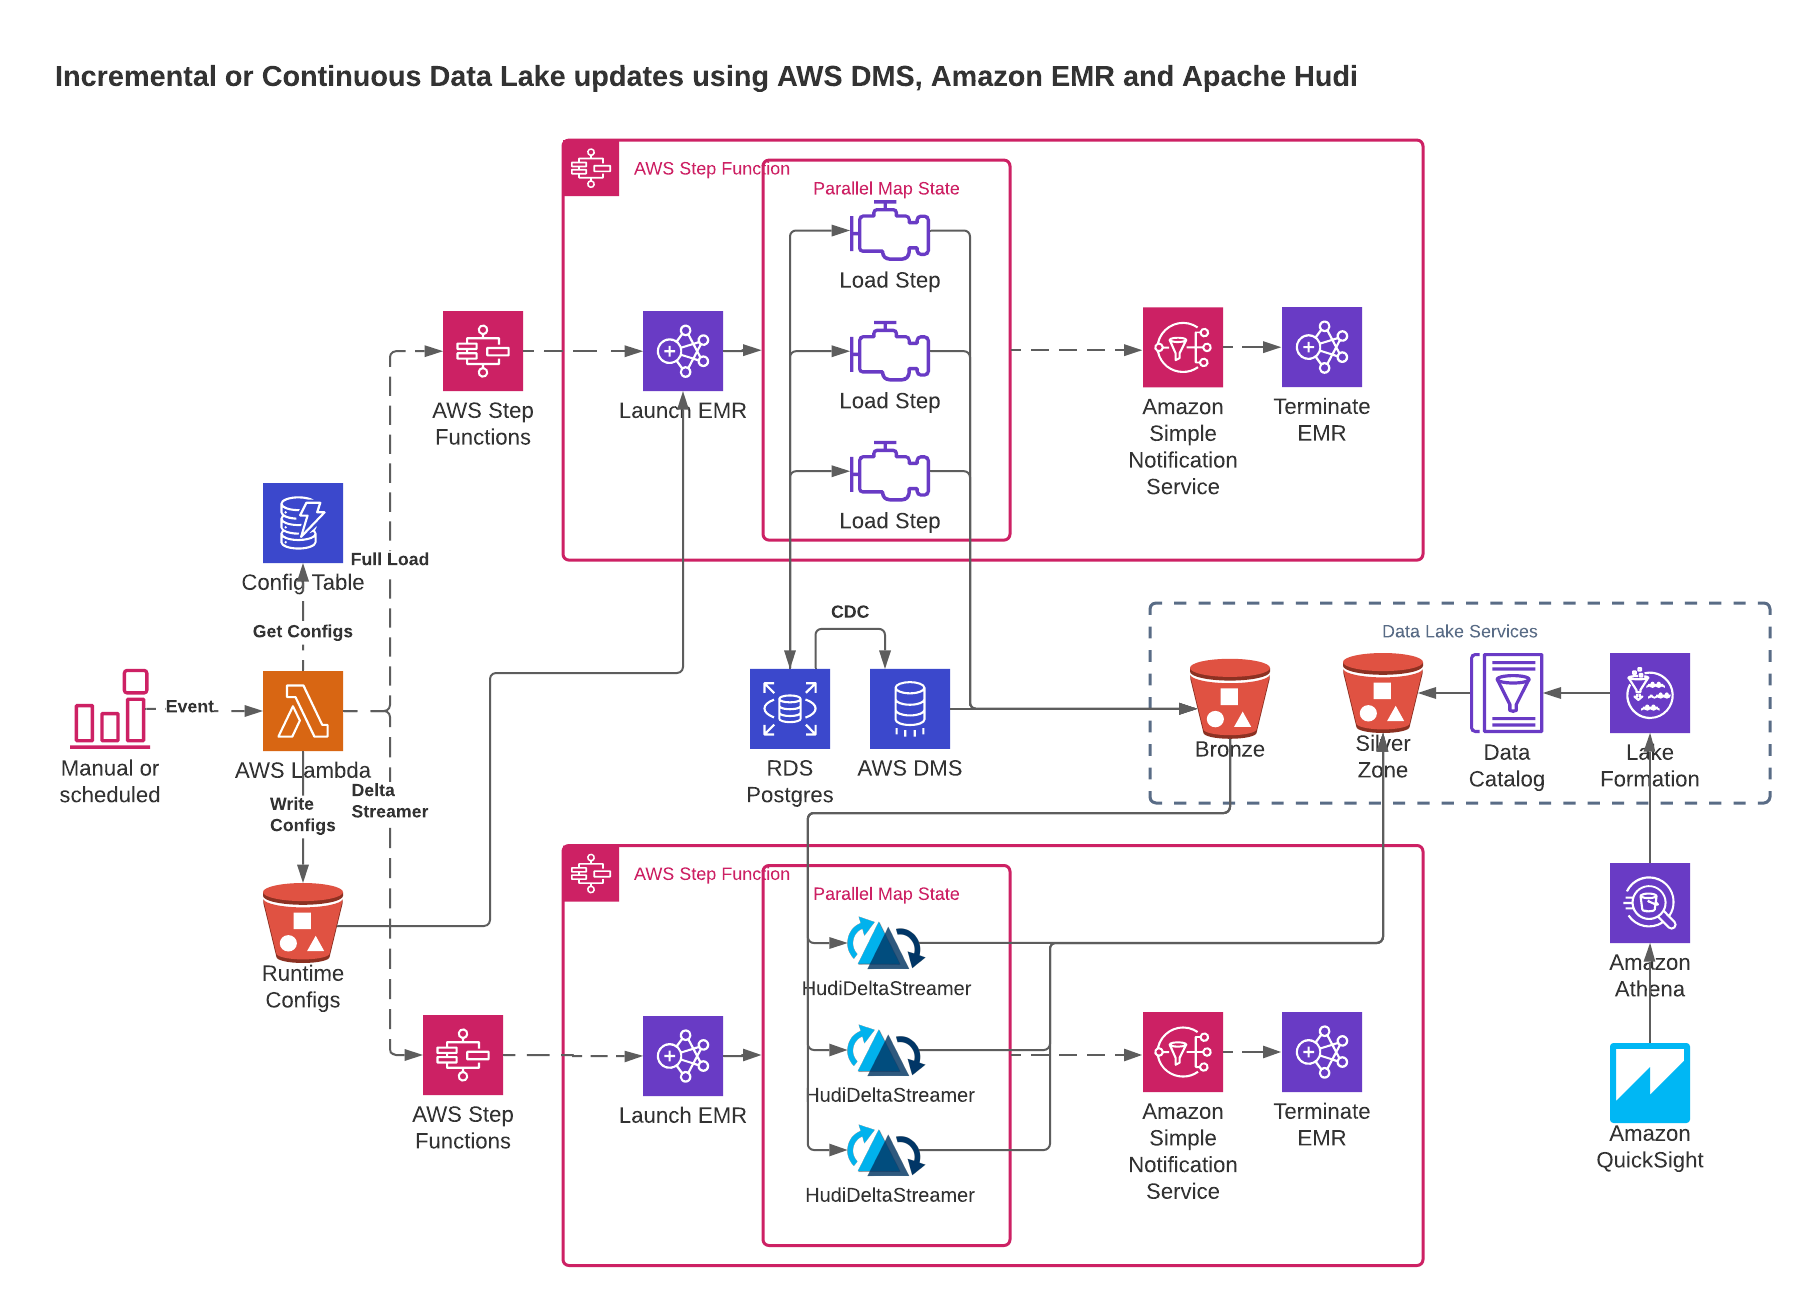 Incremental or Continuous Data Lake updates using AWS DMS, Amazon EMR and Apache Hudi
AWS Step Function
Parallel Map State
Load Step
Load Step
Load Step
AWS Step
Functions
Launch EMR
Amazon
Simple
Notification
Service
Terminate
EMR
Config Table
Full Load
Get Configs
Event
Manual or
scheduled
AWS Lambda
Write
Configs
Delta
Streamer
Runtime
Configs
CDC
RDS
Postgres
AWS DMS
Data Lake Services
Bronze
Silver
Zone
Data
Catalog
Lake
Formation
AWS Step Function
Parallel Map State
HudiDeltaStreamer
HudiDeltaStreamer
HudiDeltaStreamer
AWS Step
Functions
Launch EMR
Amazon
Simple
Notification
Service
Terminate
EMR
Amazon
Athena
Amazon
QuickSight